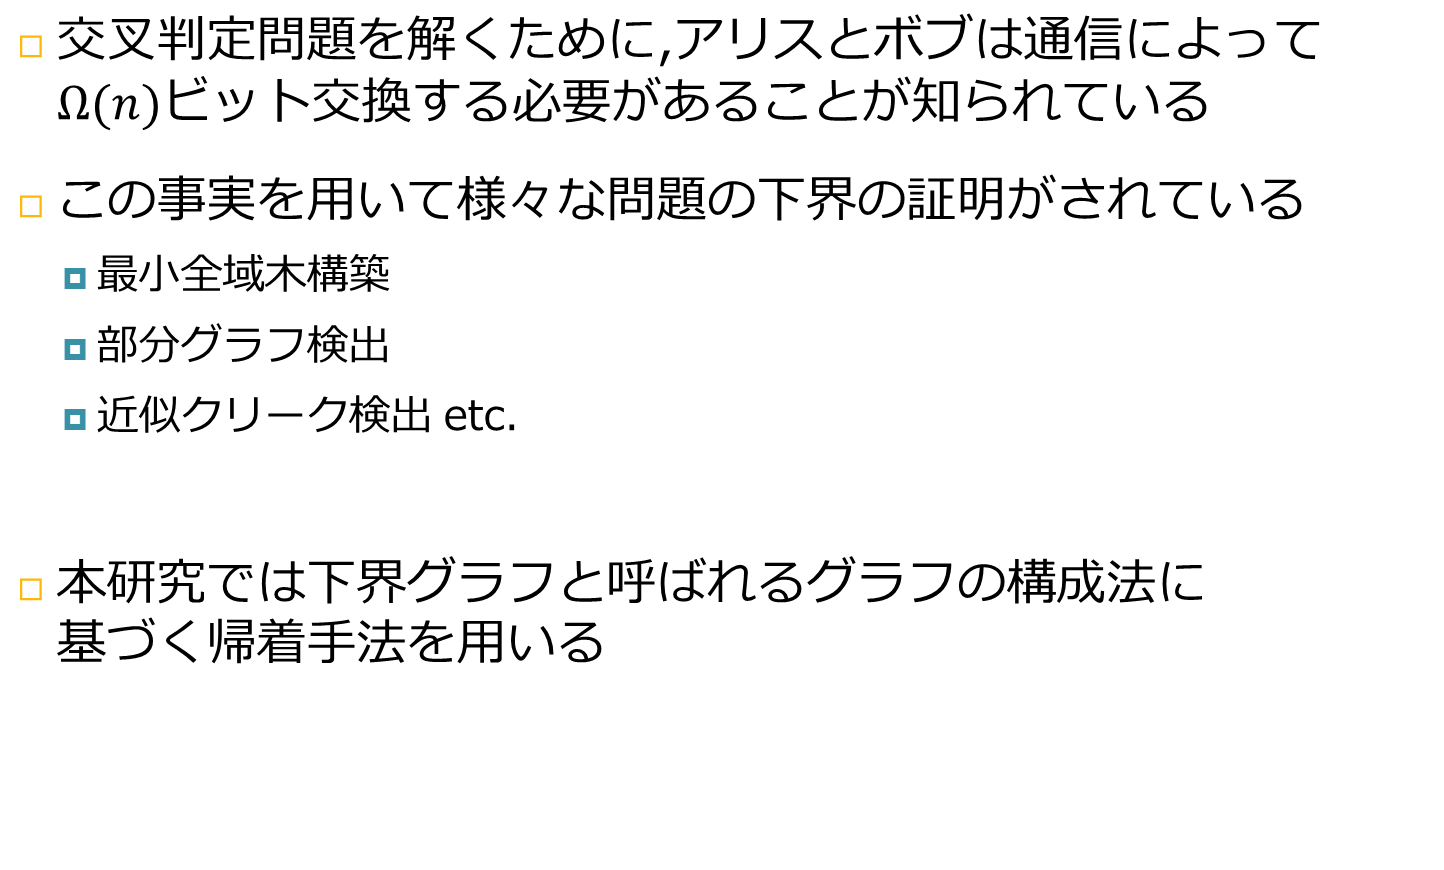 交叉判定問題を解くために,アリスとボブは通信によって
Ω(n)ビット交換する必要があることが知られている
この事実を用いて様々な問題の下界の証明がされている
最小全域木構築
部分グラフ検出
近似クリーク検出 etc.
本研究では下界グラフと呼ばれるグラフの構成法に
基づく帰着手法を用いる